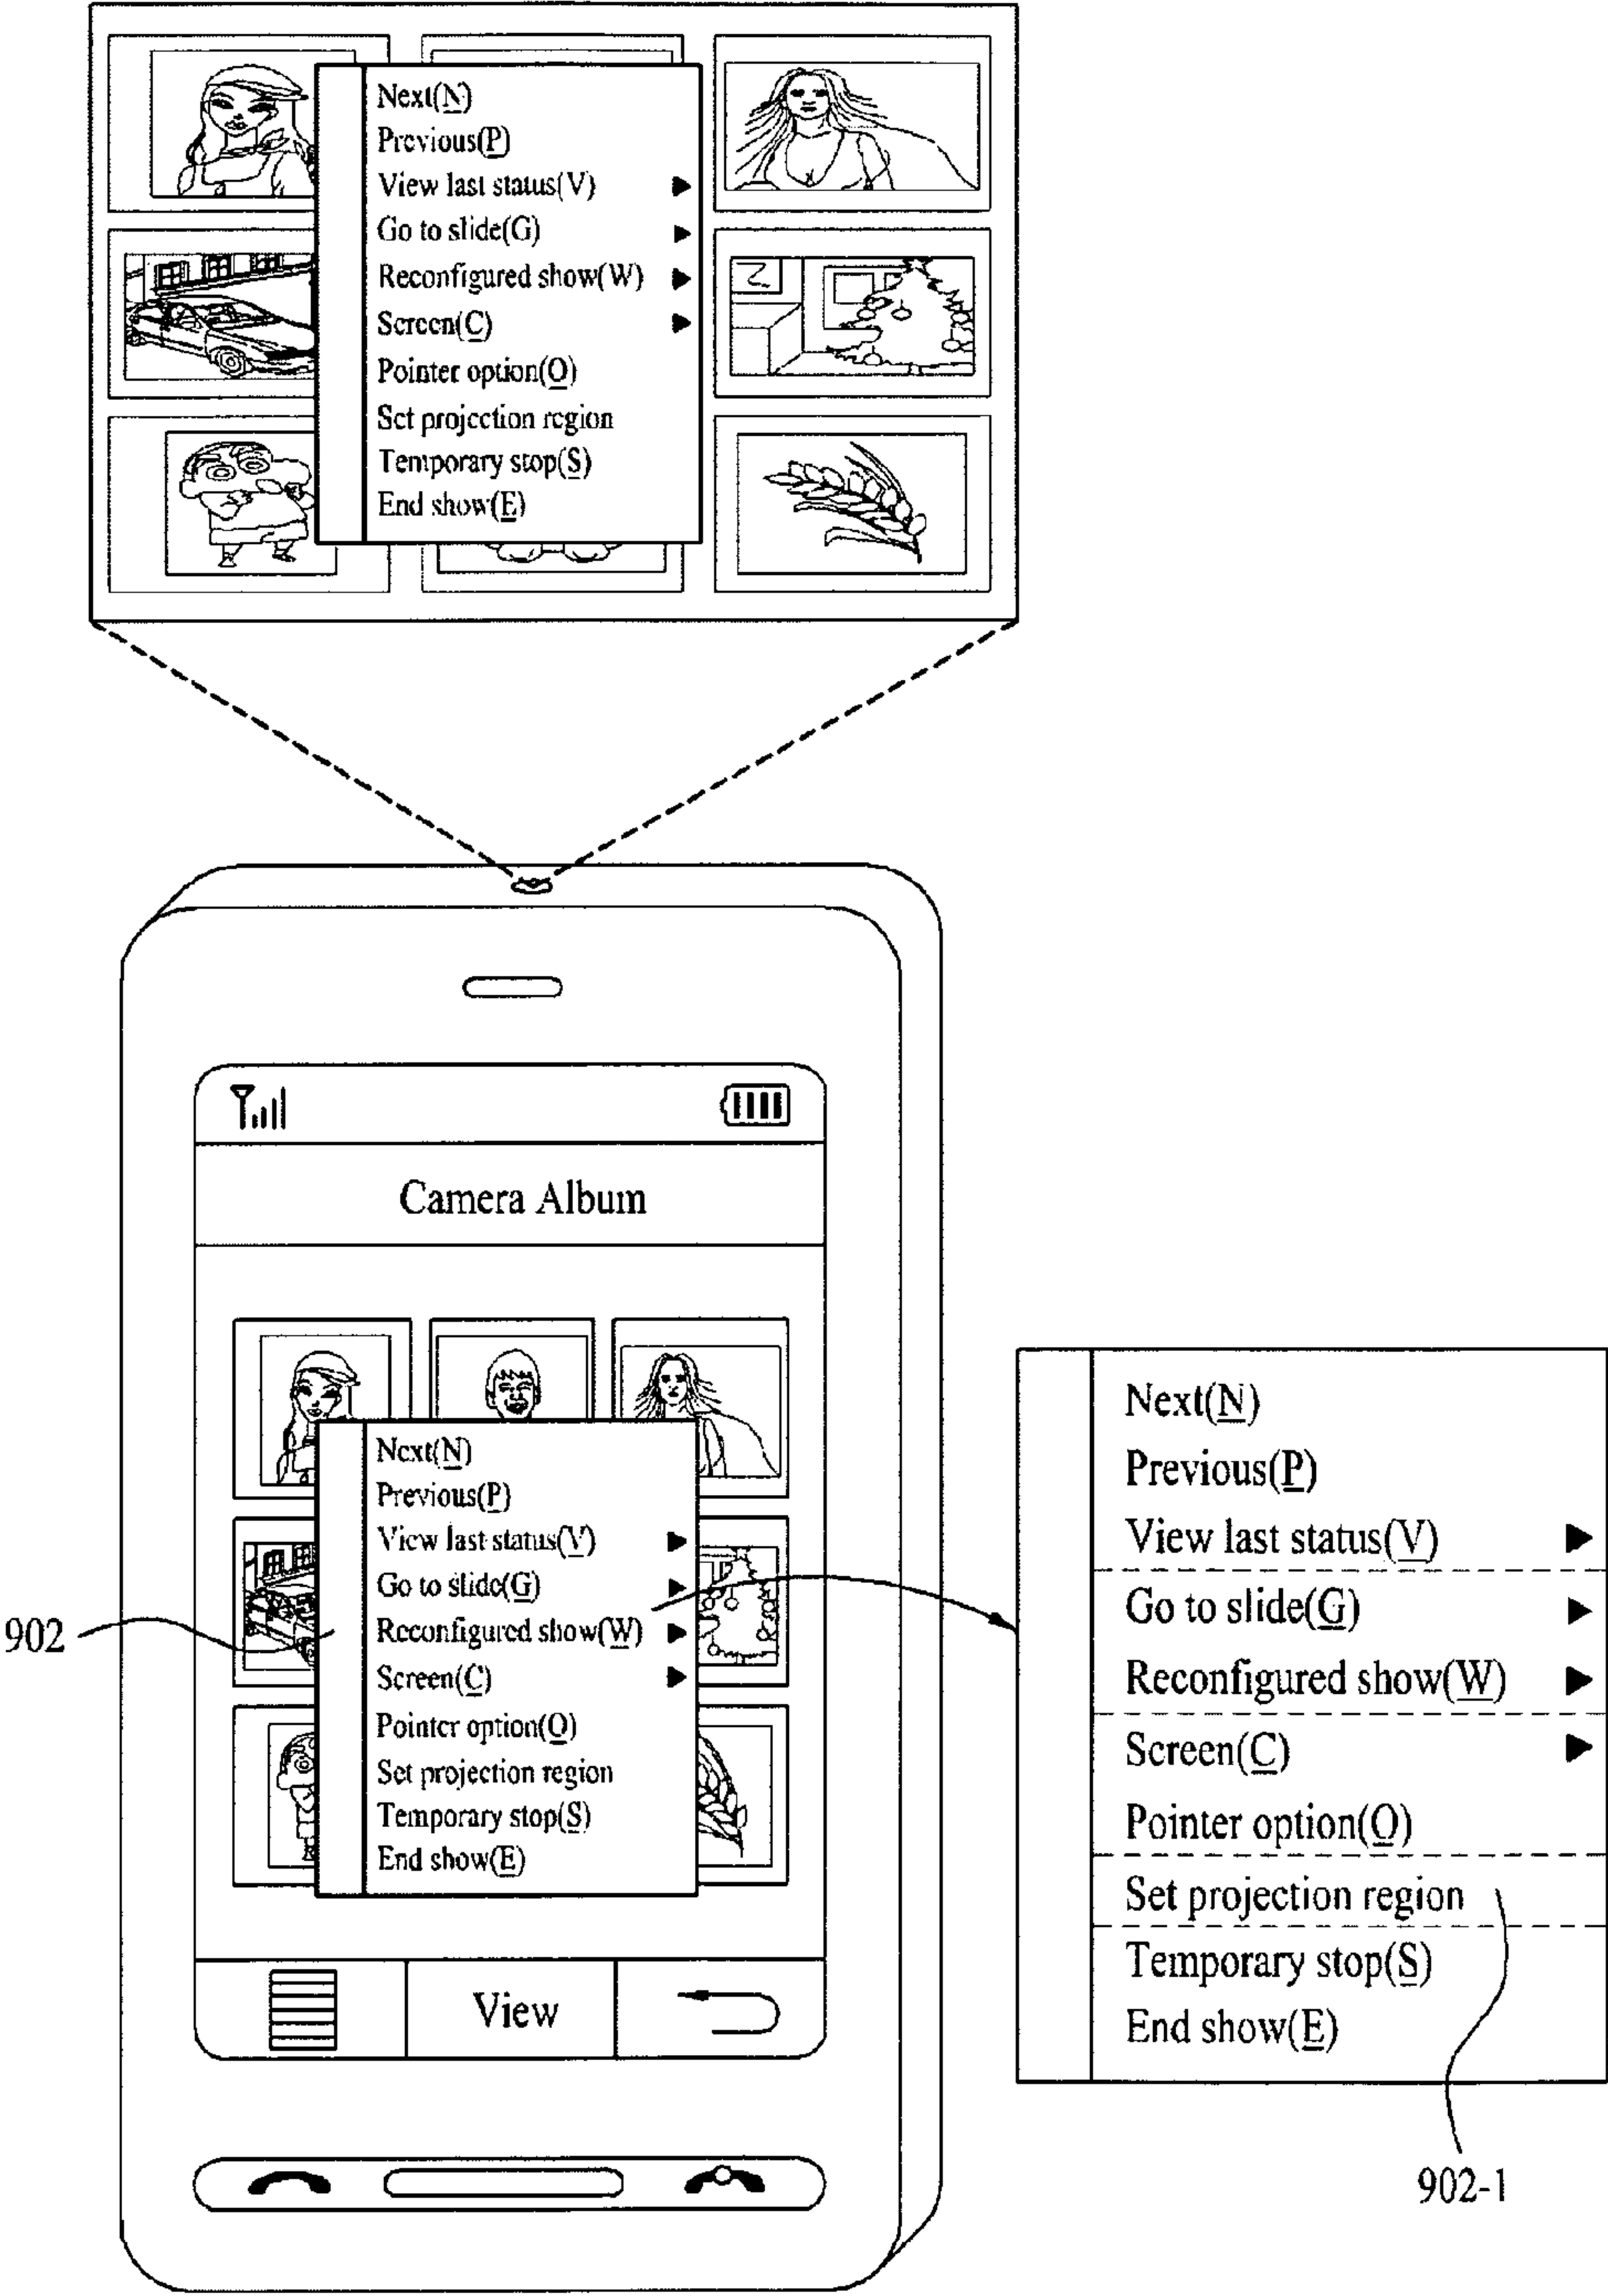 Next(N)
Previous(P)
View last status(V)
Go to slide(G)
Reconfigured show(W)
Screen(C)
Pointer option(O)
Set projection region
Temporary stop(S)
End show(E)
Camera Album
Next(N)
Previous(P)
View last status(V)
Go to slide(G)
Reconfigured show(W)
Screen(C)
Pointer option(O)
Set projection region
Temporary stop(S)
End show(E)
902
View
Next(N)
Previous(P)
View last status(V)
Go to slide(G)
Reconfigured show(W)
Screen(C)
Pointer option(O)
Set projection region
Temporary stop(S)
End show(E)
902-1